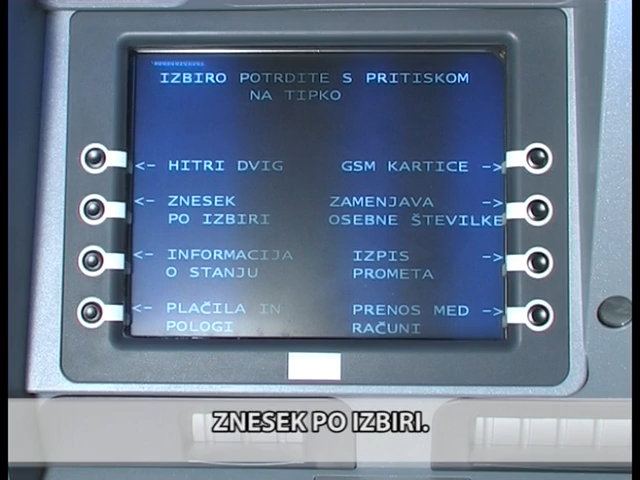 IZBIRO POTRDITE S PRITISKOM
NA TIPKO
<- HITRI DVIG
GSM KARTICE ->
<- ZNESEK
PO IZBIRI
ZAMENJAVA ->
OSEBNE ŠTEVILKE
<- INFORMACIJA
O STANJU
IZPIS ->
PROMETA
<- PLAČILA IN
POLOGI
PRENOS MED ->
RAČUNI
ZNESEK PO IZBIRI.